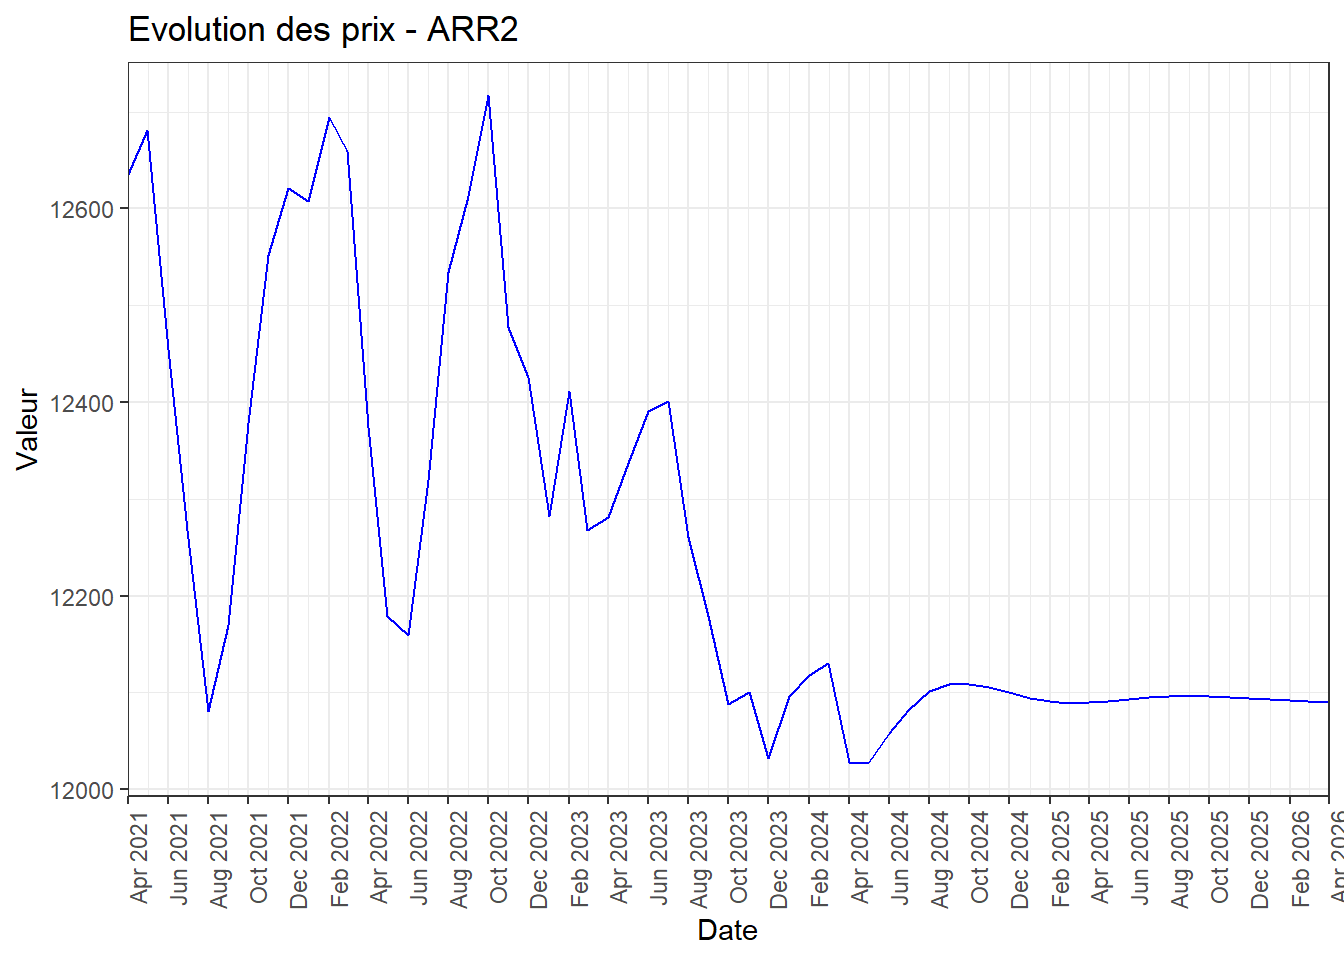 Evolution des prix - ARR2
Valeur
12600
12400
12200
12000
Apr 2021
Jun 2021
Aug 2021
Oct 2021
Dec 2021
Feb 2022
Apr 2022
Jun 2022
Aug 2022
Oct 2022
Dec 2022
Feb 2023
Apr 2023
Jun 2023
Aug 2023
Oct 2023
Dec 2023
Feb 2024
Apr 2024
Jun 2024
Aug 2024
Oct 2024
Dec 2024
Feb 2025
Apr 2025
Jun 2025
Aug 2025
Oct 2025
Dec 2025
Feb 2026
Apr 2026
Date